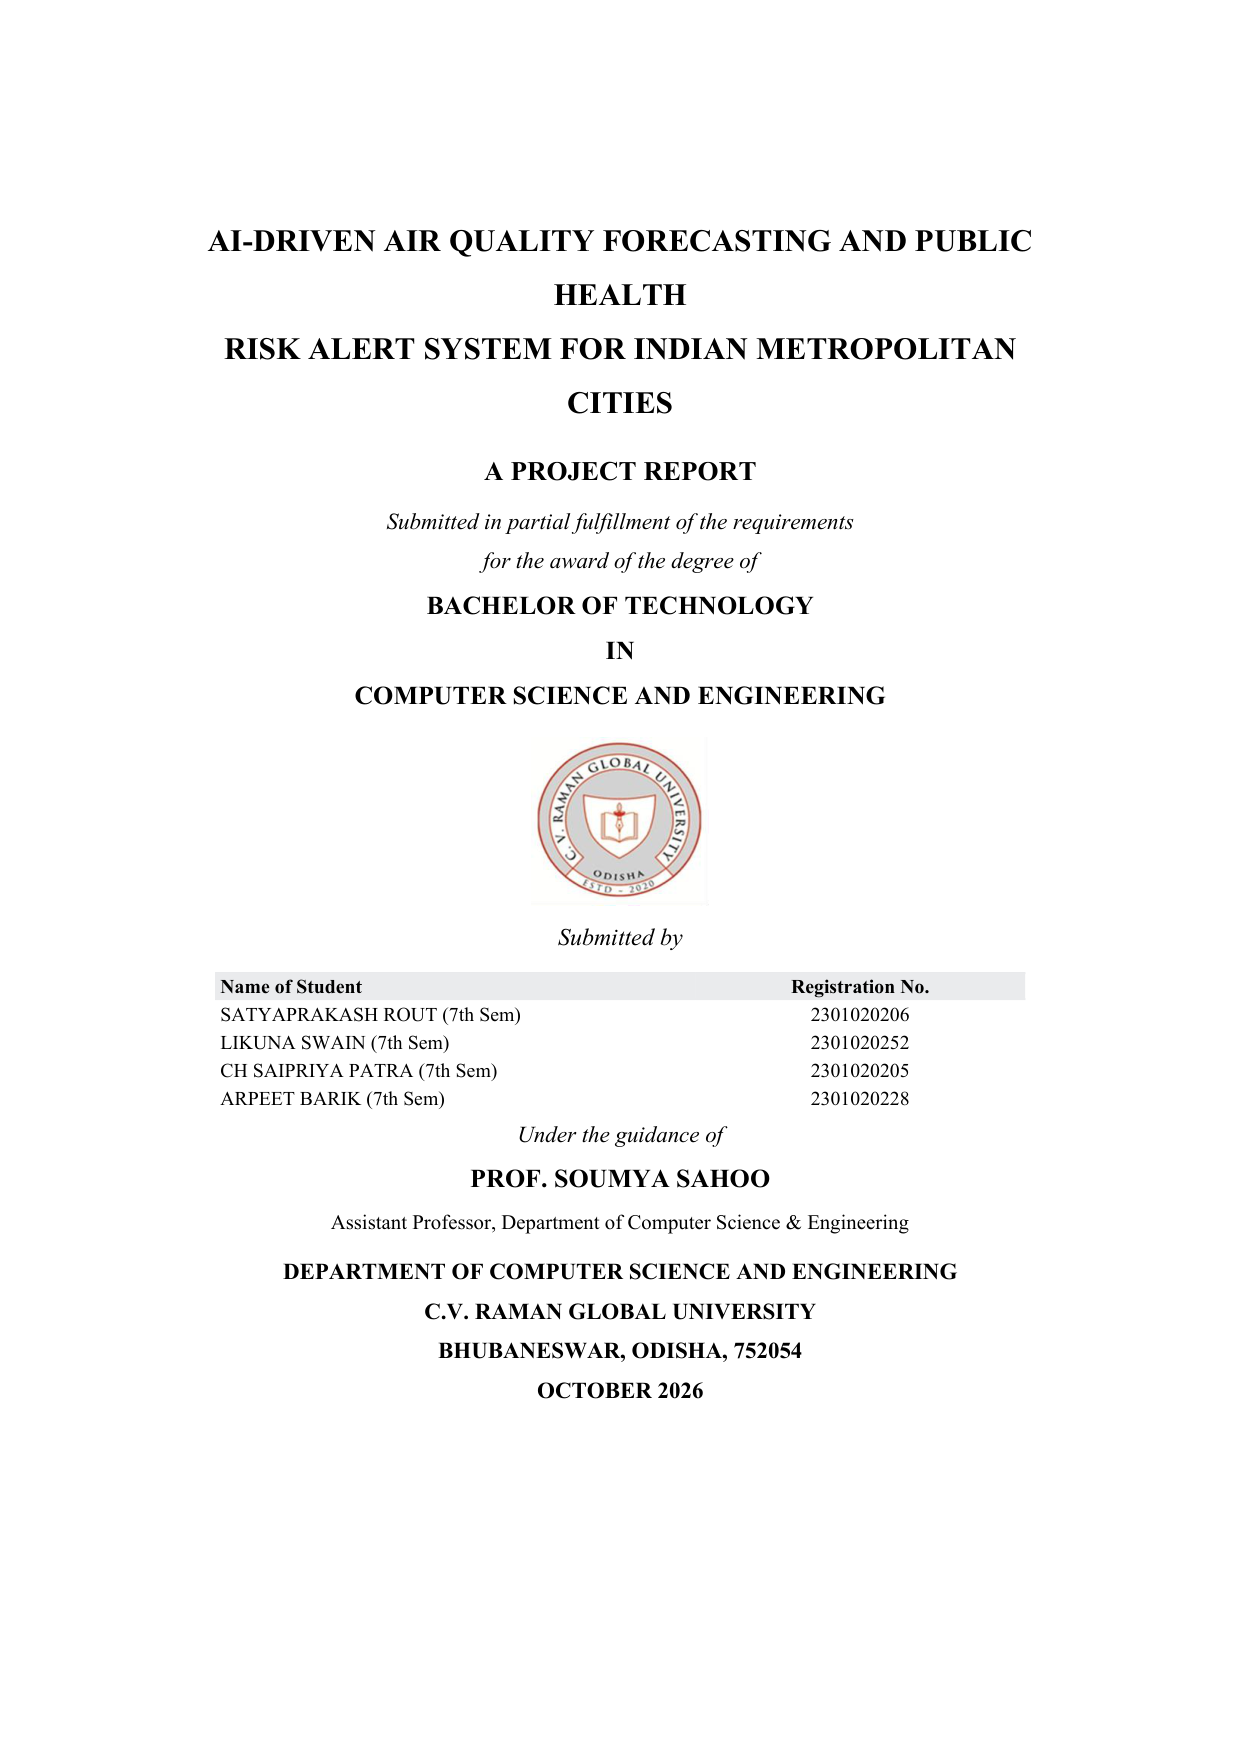 AI-DRIVEN AIR QUALITY FORECASTING AND PUBLIC
HEALTH
RISK ALERT SYSTEM FOR INDIAN METROPOLITAN
CITIES
A PROJECT REPORT
Submitted in partial fulfillment of the requirements
for the award of the degree of
BACHELOR OF TECHNOLOGY
IN
COMPUTER SCIENCE AND ENGINEERING
C. V. RAMAN GLOBAL UNIVERSITY
ODISHA
ESTD - 2020
Submitted by
Name of Student Registration No.
SATYAPRAKASH ROUT (7th Sem) 2301020206
LIKUNA SWAIN (7th Sem) 2301020252
CH SAIPRIYA PATRA (7th Sem) 2301020205
ARPEET BARIK (7th Sem) 2301020228
Under the guidance of
PROF. SOUMYA SAHOO
Assistant Professor, Department of Computer Science & Engineering
DEPARTMENT OF COMPUTER SCIENCE AND ENGINEERING
C.V. RAMAN GLOBAL UNIVERSITY
BHUBANESWAR, ODISHA, 752054
OCTOBER 2026